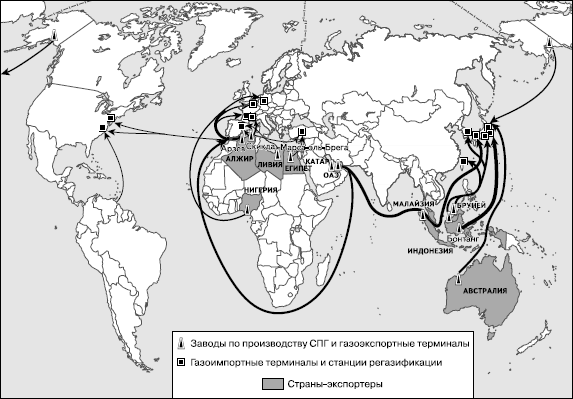 Арзев Скикда Марса-эль-Брега
АЛЖИР
ЛИВИЯ
ЕГИПЕТ
КАТАР
ОАЭ
НИГЕРИЯ
МАЛАЙЗИЯ
БРУНЕЙ
Бонтанг
ИНДОНЕЗИЯ
АВСТРАЛИЯ
Заводы по производству СПГ и газоэкспортные терминалы
Газоимпортные терминалы и станции регазификации
Страны-экспортеры